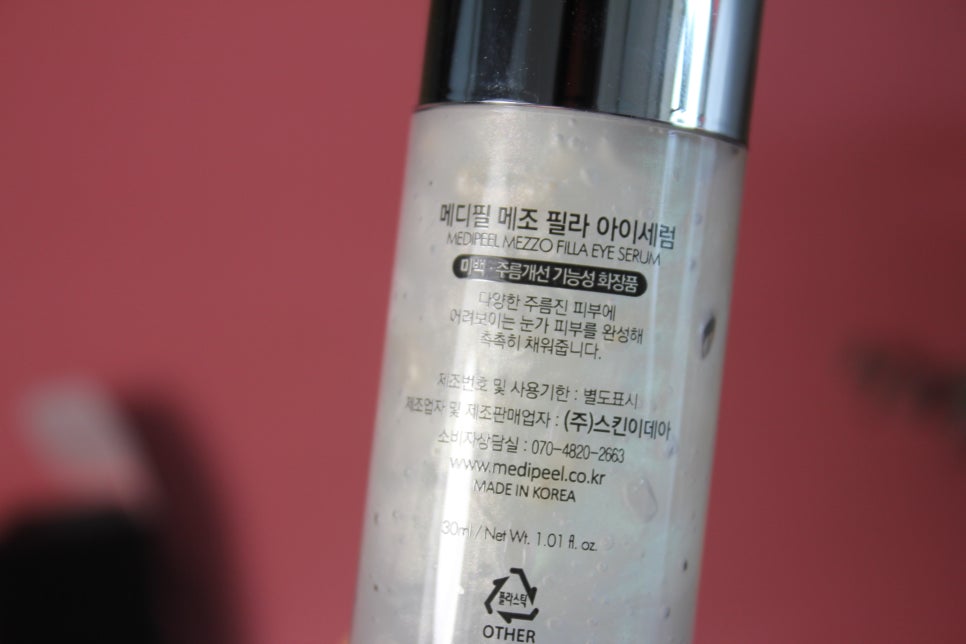 메디필 메조 필라 아이세럼
MEDIPEEL MEZZO FILLA EYE SERUM
미백·주름개선 기능성 화장품
다양한 주름진 피부에
어려보이는 눈가 피부를 완성해
촉촉히 채워줍니다.
제조번호 및 사용기한 : 별도표시
제조업자 및 제조판매업자 : (주)스킨이데아
소비자상담실 : 070-4820-2663
www.medipeel.co.kr
MADE IN KOREA
30ml / Net Wt. 1.01 fl. oz.
플라스틱
OTHER